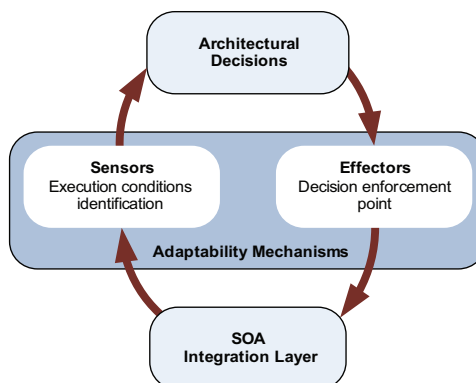 Architectural
Decisions
Sensors
Execution conditions
identification
Effectors
Decision enforcement
point
Adaptability Mechanisms
SOA
Integration Layer